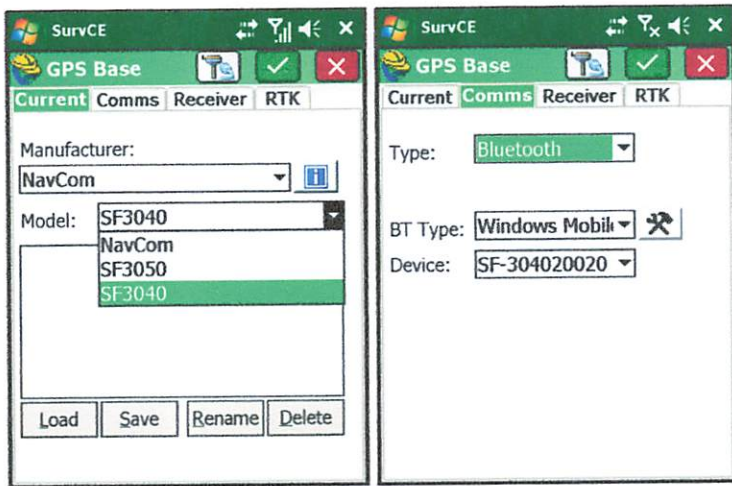 SurvCE
GPS Base
Current Comms Receiver RTK
Manufacturer:
NavCom
Model: SF3040
NavCom
SF3050
SF3040
Load Save Rename Delete
SurvCE
GPS Base
Current Comms Receiver RTK
Type: Bluetooth
BT Type: Windows Mobil
Device: SF-304020020